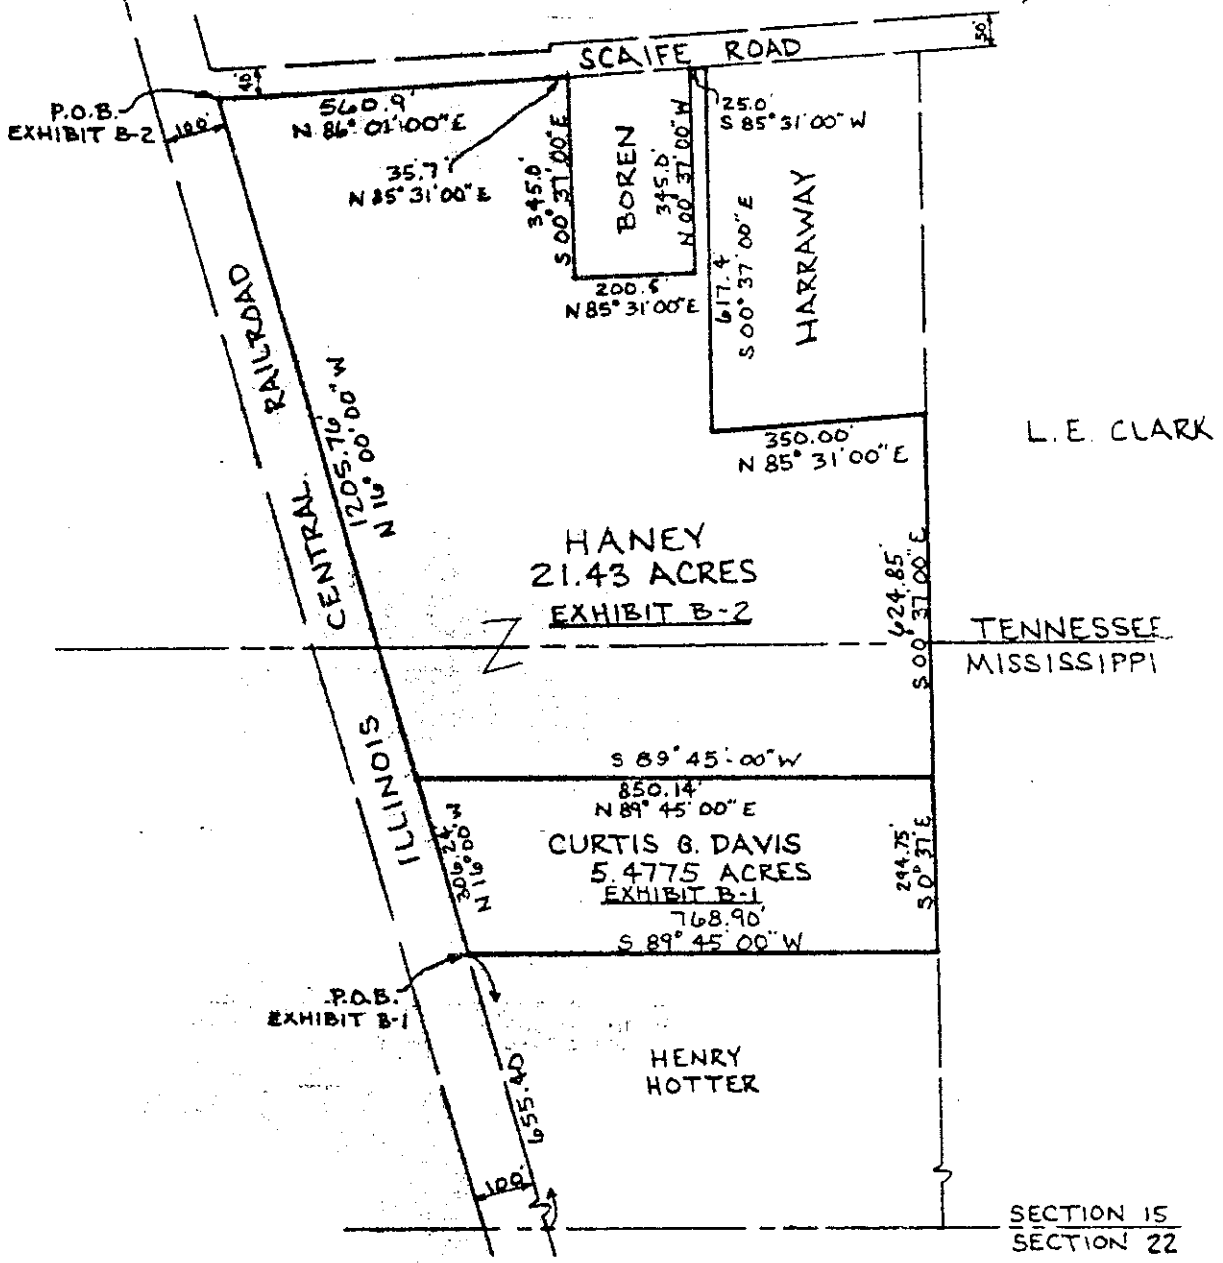 SCAIFE ROAD
50'
40'
P.O.B.
EXHIBIT B-2
100'
560.9'
N 86° 01' 00" E
35.7'
N 85° 31' 00" E
345.0'
S 00° 37' 00" E
BOREN
345.0'
N 00° 37' 00" W
25.0'
S 85° 31' 00" W
200.5'
N 85° 31' 00" E
617.4
S 00° 37' 00" E
HARRAWAY
350.00'
N 85° 31' 00" E
L.E. CLARK
ILLINOIS CENTRAL RAILROAD
1205.76'
N 16° 00' 00" W
HANEY
21.43 ACRES
EXHIBIT B-2
624.85'
S 00° 37' 00" E
TENNESSEE
MISSISSIPPI
S 89° 45' 00" W
850.14'
N 89° 45' 00" E
CURTIS G. DAVIS
5.4775 ACRES
EXHIBIT B-1
768.90'
S 89° 45' 00" W
306.24'
N 16° 00' W
294.75'
S 0° 37' E
P.O.B.
EXHIBIT B-1
HENRY
HOTTER
655.40'
100'
SECTION 15
SECTION 22